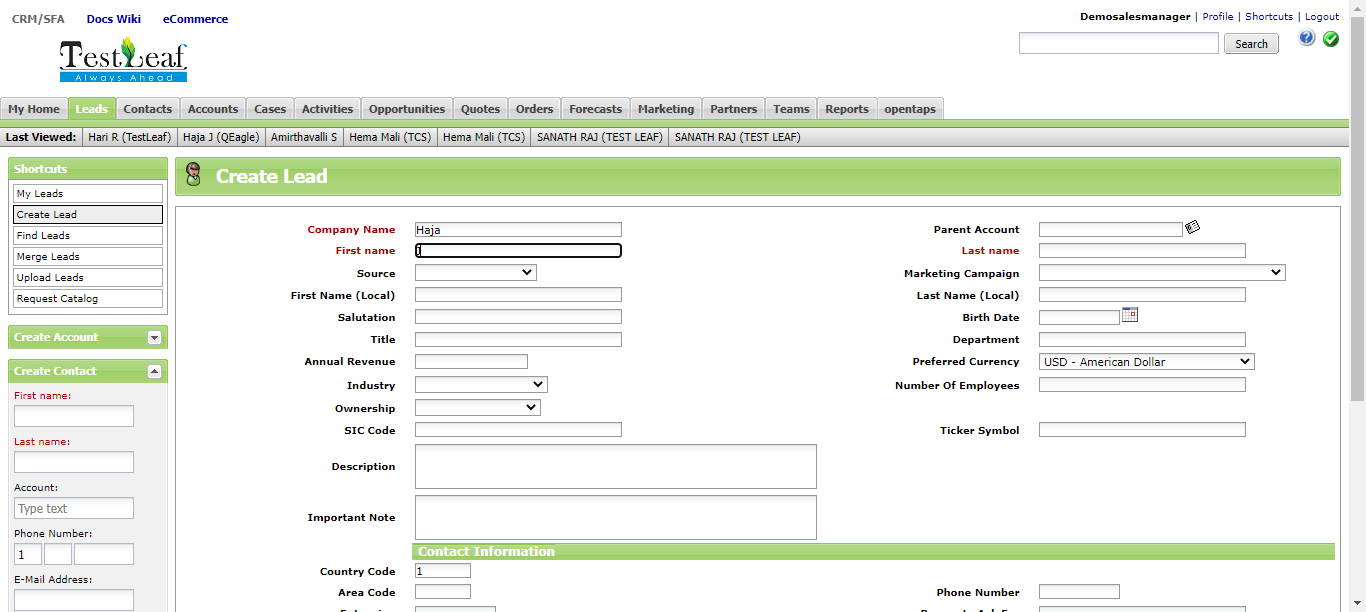 CRM/SFA Docs Wiki eCommerce
Demosalesmanager | Profile | Shortcuts | Logout
TestLeaf
Always Ahead
Search
My Home Leads Contacts Accounts Cases Activities Opportunities Quotes Orders Forecasts Marketing Partners Teams Reports opentaps
Last Viewed: Hari R (TestLeaf) Haja J (QEagle) Amirthavalli S Hema Mali (TCS) Hema Mali (TCS) SANATH RAJ (TEST LEAF) SANATH RAJ (TEST LEAF)
Shortcuts
My Leads
Create Lead
Find Leads
Merge Leads
Upload Leads
Request Catalog
Create Account
Create Contact
First name:
Last name:
Account:
Type text
Phone Number:
1
E-Mail Address:
Create Lead
Company Name Haja Parent Account
First name Last name
Source Marketing Campaign
First Name (Local) Last Name (Local)
Salutation Birth Date
Title Department
Annual Revenue Preferred Currency USD - American Dollar
Industry Number Of Employees
Ownership
SIC Code Ticker Symbol
Description
Important Note
Contact Information
Country Code 1
Area Code Phone Number